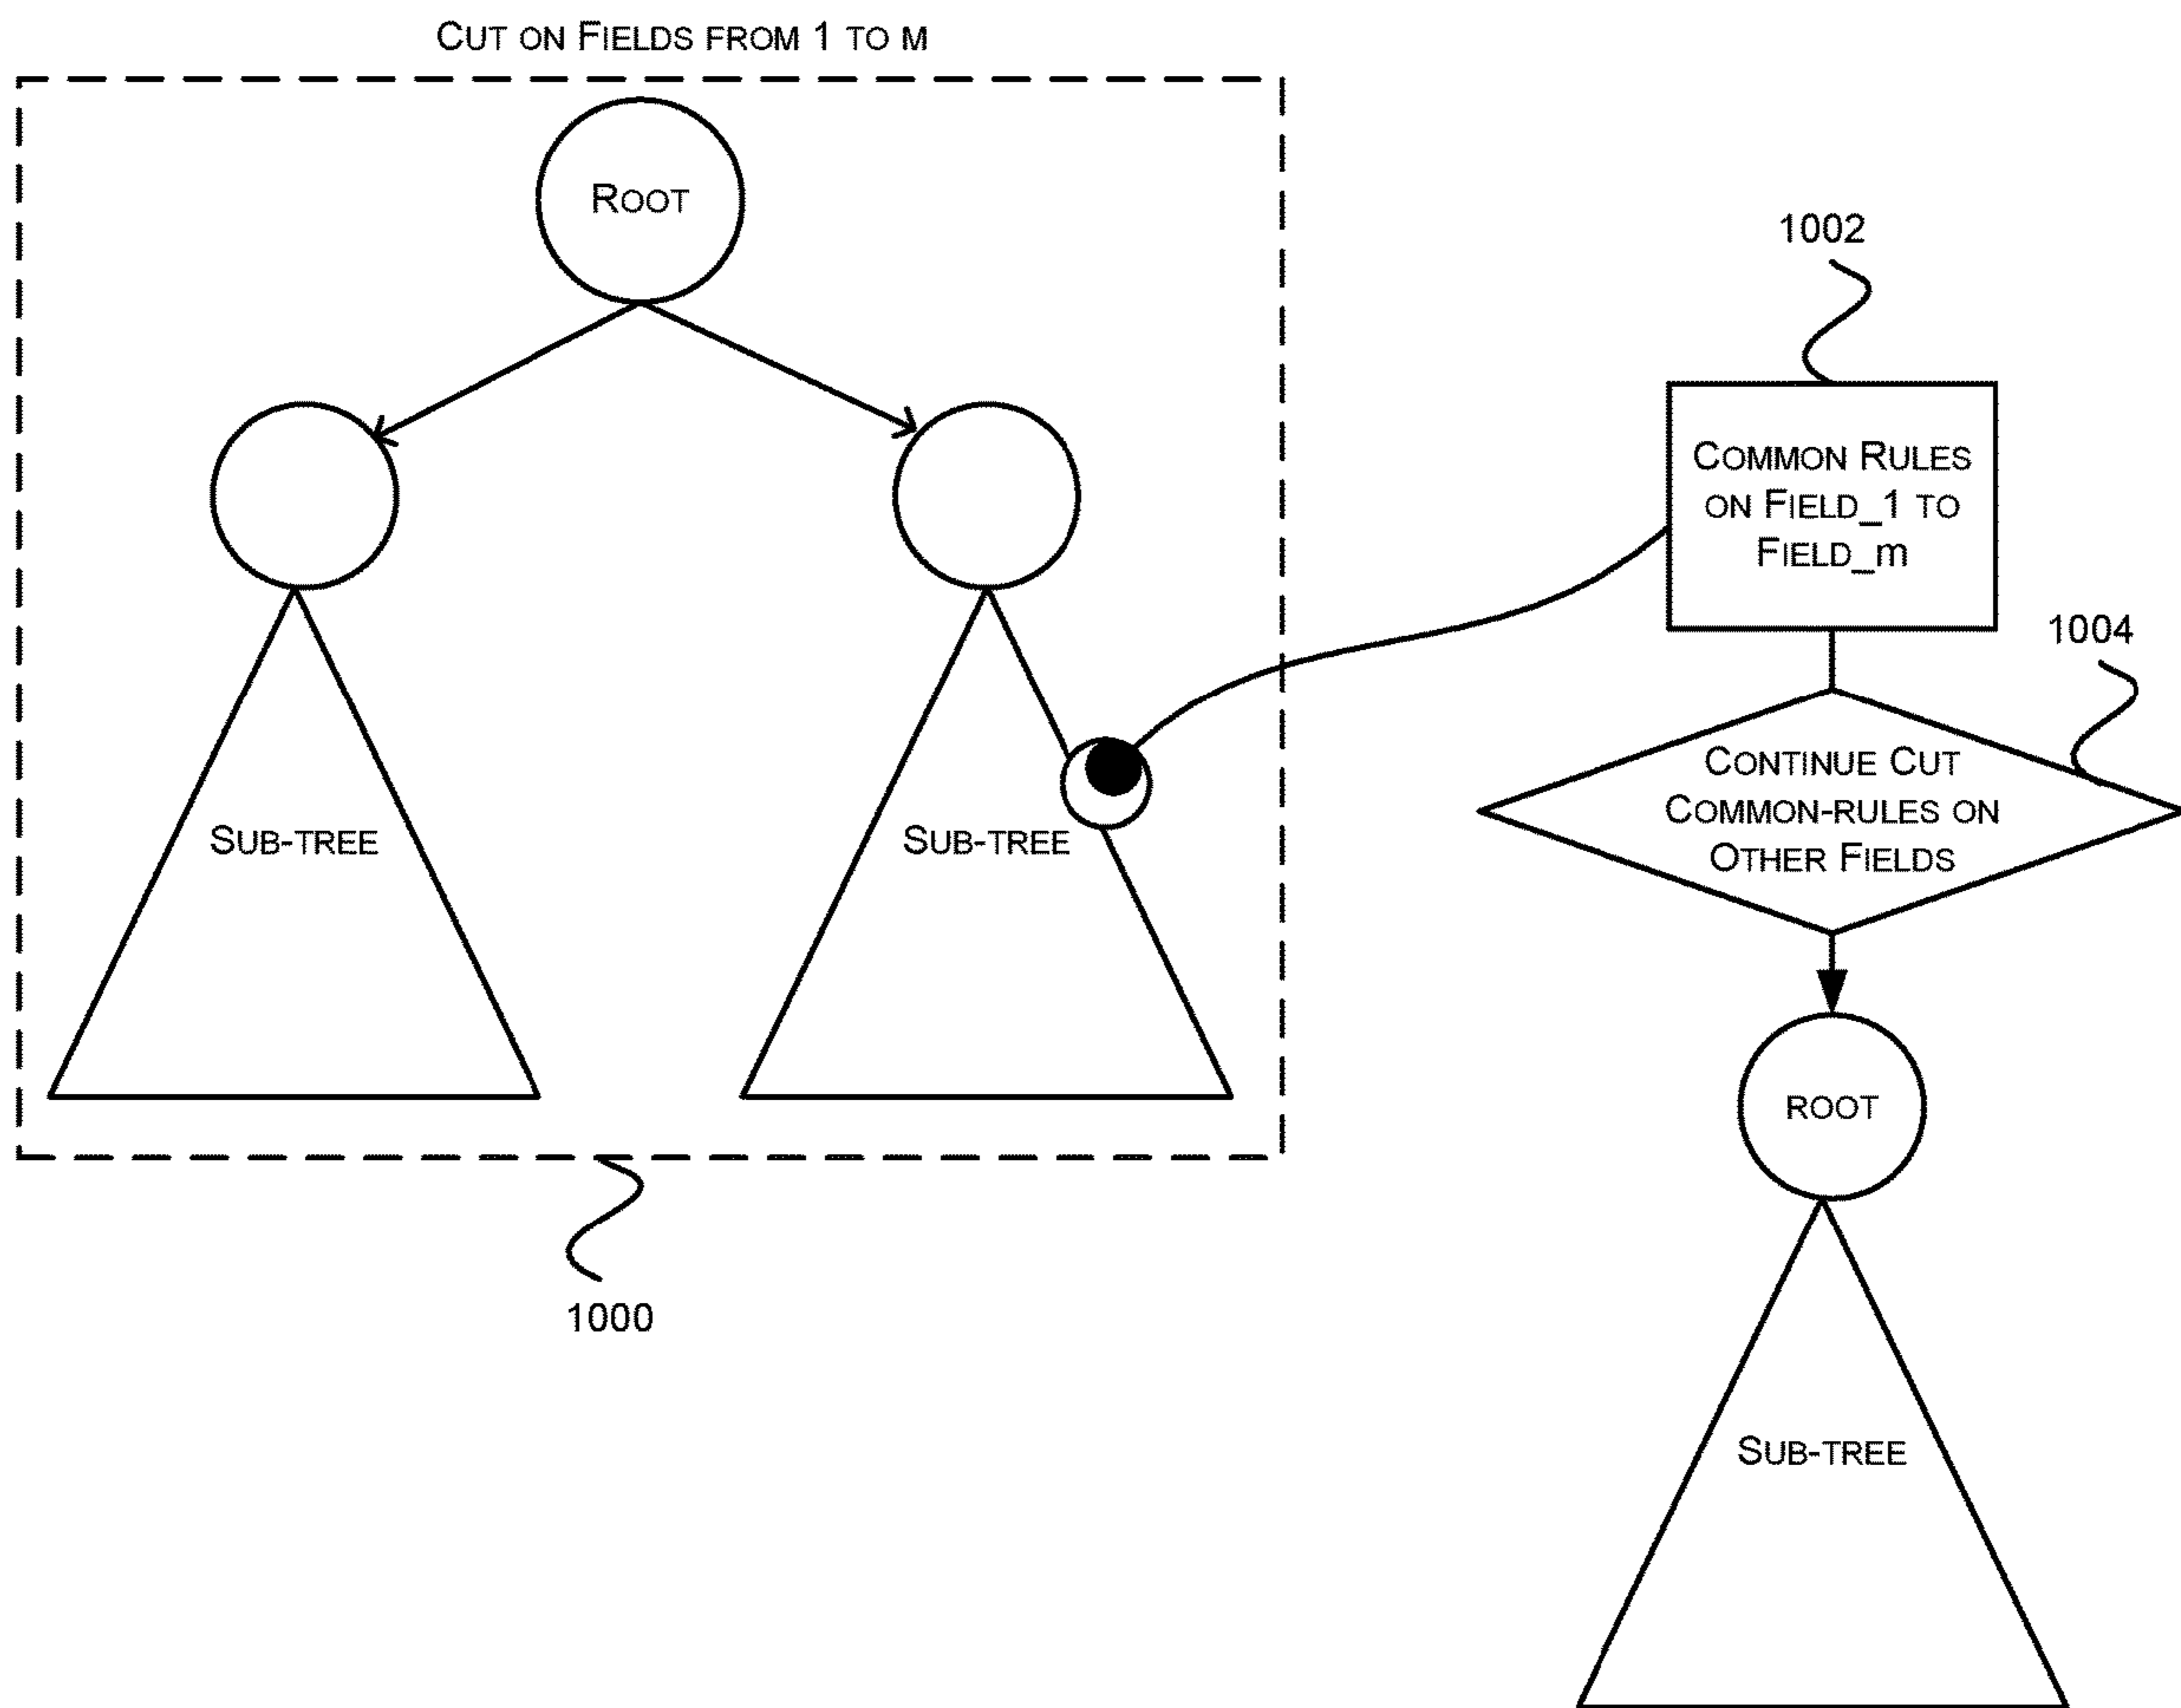 Cut on Fields from 1 to m
Root
1002
Common Rules
on Field_1 to
Field_m
1004
Continue Cut
Common-rules on
Other Fields
Sub-tree
Sub-tree
root
1000
Sub-tree